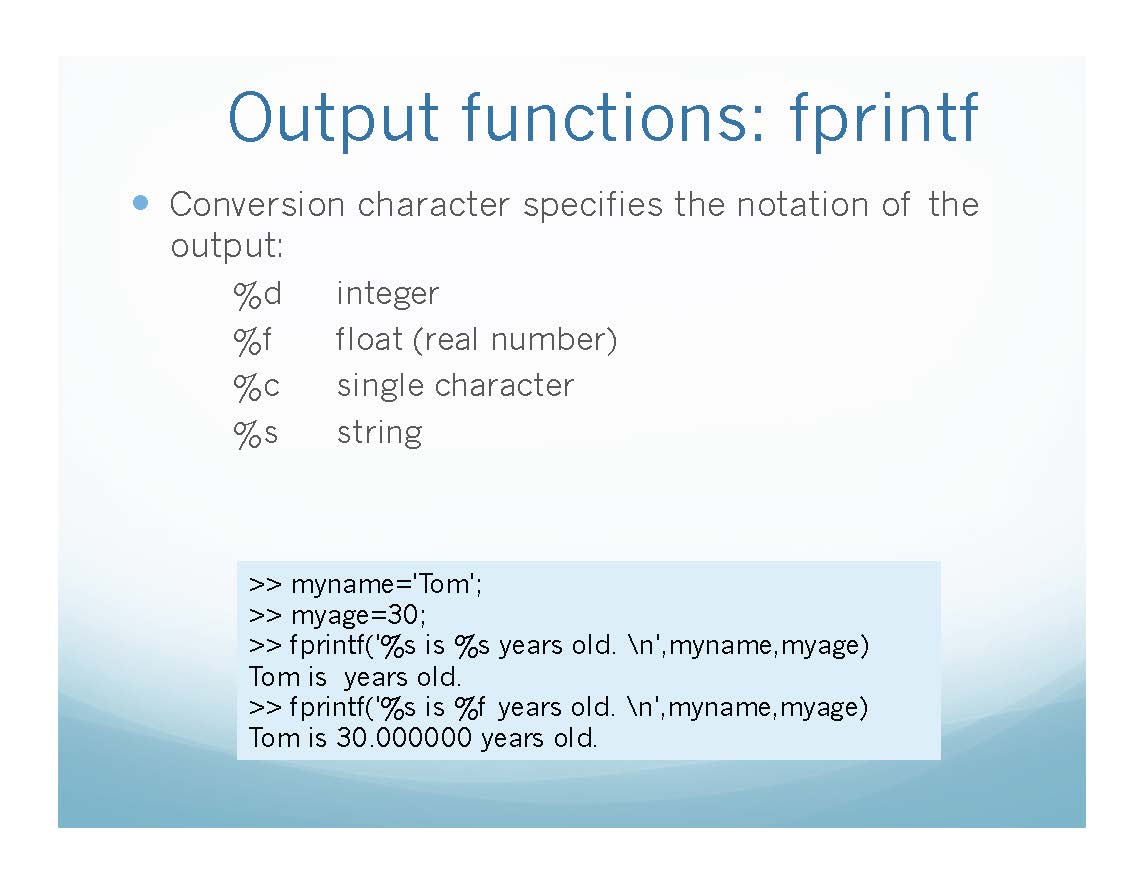 Output functions: fprintf
• Conversion character specifies the notation of the
output:
%d integer
%f float (real number)
%c single character
%s string
>> myname='Tom';
>> myage=30;
>> fprintf('%s is %s years old. \n',myname,myage)
Tom is  years old.
>> fprintf('%s is %f years old. \n',myname,myage)
Tom is 30.000000 years old.